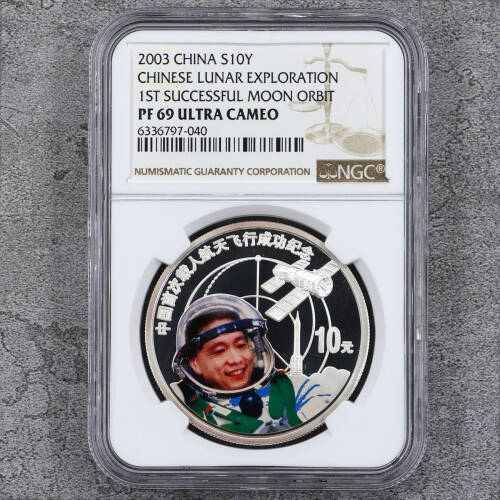 2003 CHINA S10Y
CHINESE LUNAR EXPLORATION
1ST SUCCESSFUL MOON ORBIT
PF 69 ULTRA CAMEO
6336797-040
NUMISMATIC GUARANTY CORPORATION
NGC®
中国首次载人航天飞行成功纪念
10元